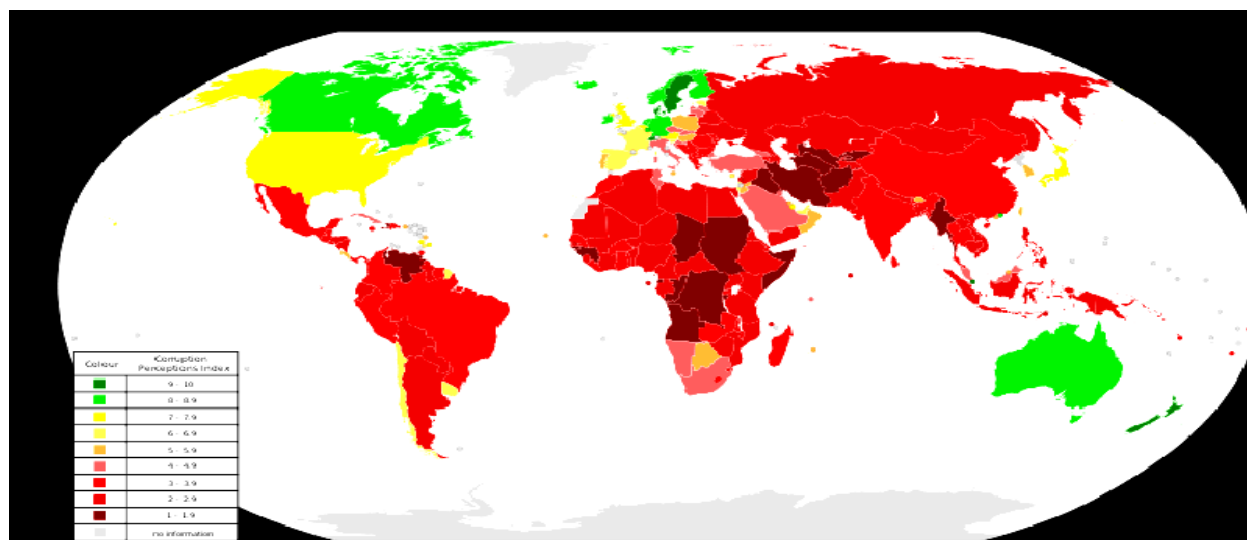 Colour
Corruption
Perceptions Index
9 - 10
8 - 8.9
7 - 7.9
6 - 6.9
5 - 5.9
4 - 4.9
3 - 3.9
2 - 2.9
1 - 1.9
no information